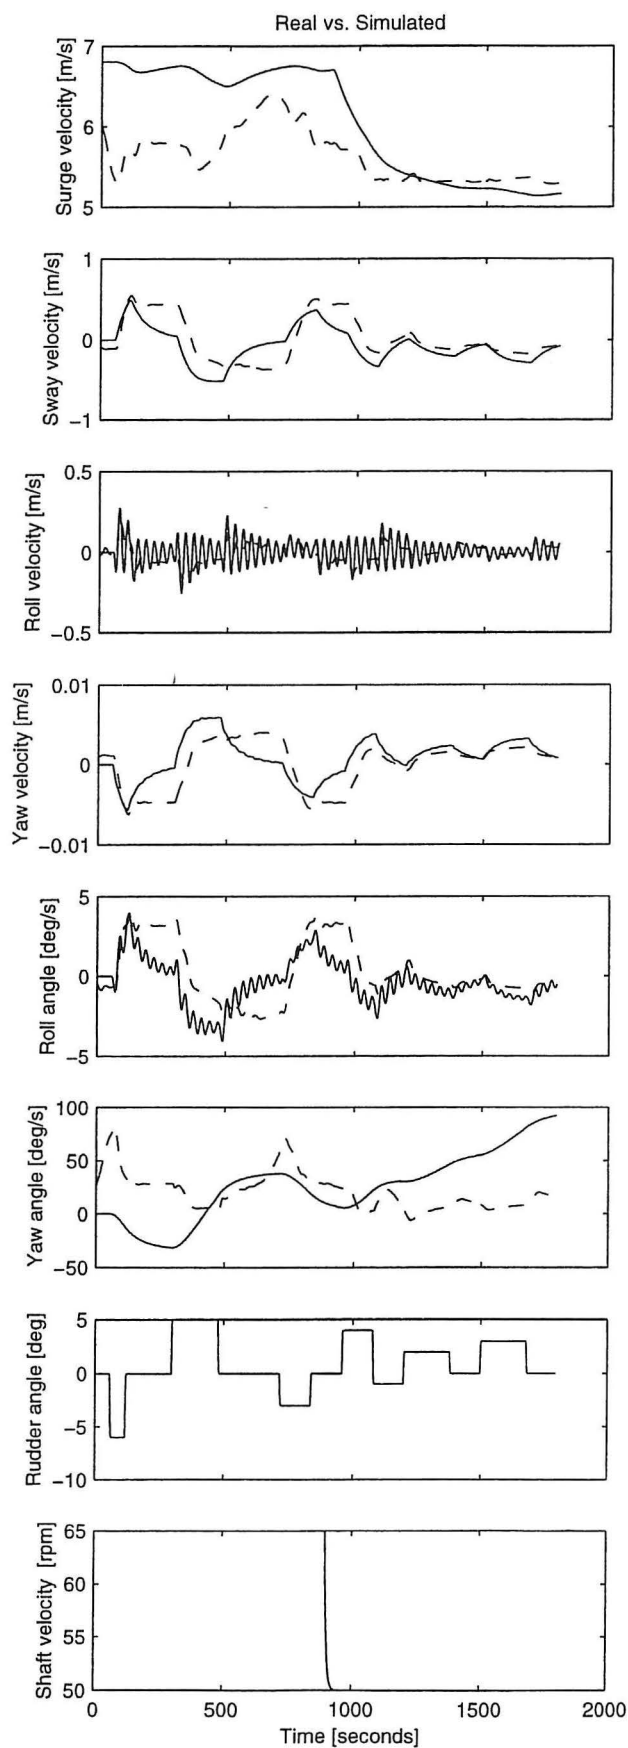 Real vs. Simulated
Surge velocity [m/s]
7
6
5
Sway velocity [m/s]
1
0
−1
Roll velocity [m/s]
0.5
0
−0.5
Yaw velocity [m/s]
0.01
0
−0.01
Roll angle [deg/s]
5
0
−5
Yaw angle [deg/s]
100
50
0
−50
Rudder angle [deg]
5
0
−5
−10
Shaft velocity [rpm]
65
60
55
50
0 500 1000 1500 2000
Time [seconds]